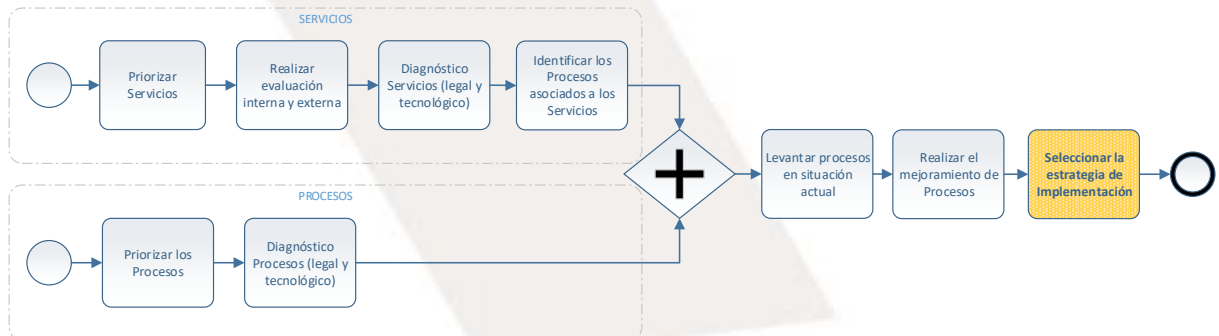 SERVICIOS
Priorizar
Servicios
Realizar
evaluación
interna y externa
Diagnóstico
Servicios (legal y
tecnológico)
Identificar los
Procesos
asociados a los
Servicios
Levantar procesos
en situación
actual
Realizar el
mejoramiento de
Procesos
Seleccionar la
estrategia de
Implementación
PROCESOS
Priorizar los
Procesos
Diagnóstico
Procesos (legal y
tecnológico)